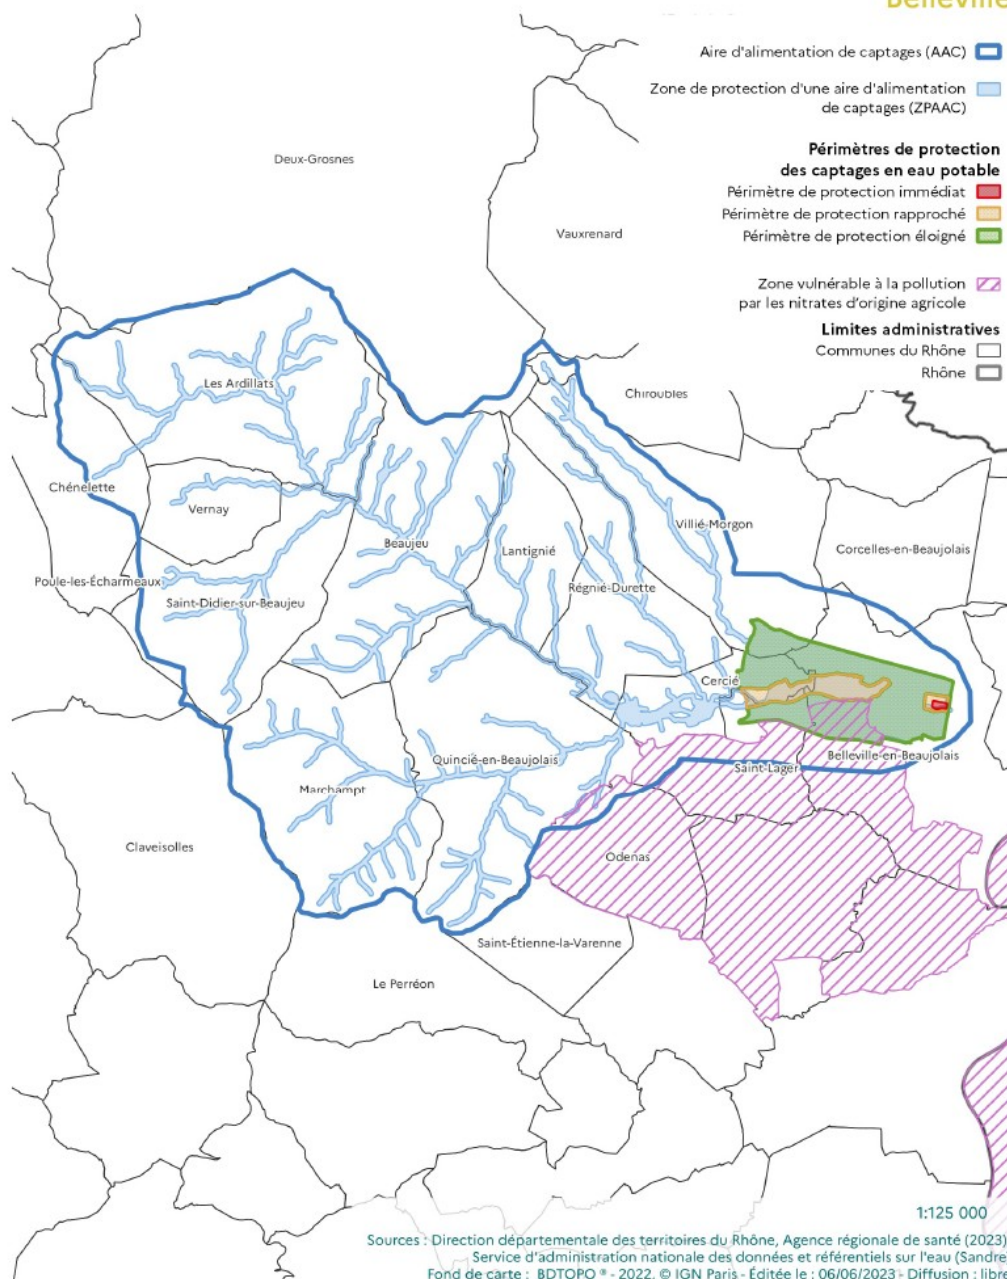 Belleville
Aire d'alimentation de captages (AAC)
Zone de protection d'une aire d'alimentation
de captages (ZPAAC)
Périmètres de protection
des captages en eau potable
Périmètre de protection immédiat
Périmètre de protection rapproché
Périmètre de protection éloigné
Zone vulnérable à la pollution
par les nitrates d'origine agricole
Limites administratives
Communes du Rhône
Rhône
Deux-Grosnes
Vauxrenard
Les Ardillats
Chiroubles
Chénelette
Vernay
Villié-Morgon
Beaujeu
Lantignié
Corcelles-en-Beaujolais
Poule-les-Écharmeaux
Régnié-Durette
Saint-Didier-sur-Beaujeu
Cercié
Quincié-en-Beaujolais
Belleville-en-Beaujolais
Saint-Lager
Marchampt
Claveisolles
Odenas
Saint-Étienne-la-Varenne
Le Perréon
1:125 000
Sources : Direction départementale des territoires du Rhône, Agence régionale de santé (2023)
Service d'administration nationale des données et référentiels sur l'eau (Sandre
Fond de carte : BDTOPO ® - 2022, © IGN Paris - Éditée le : 06/06/2023 - Diffusion : libre